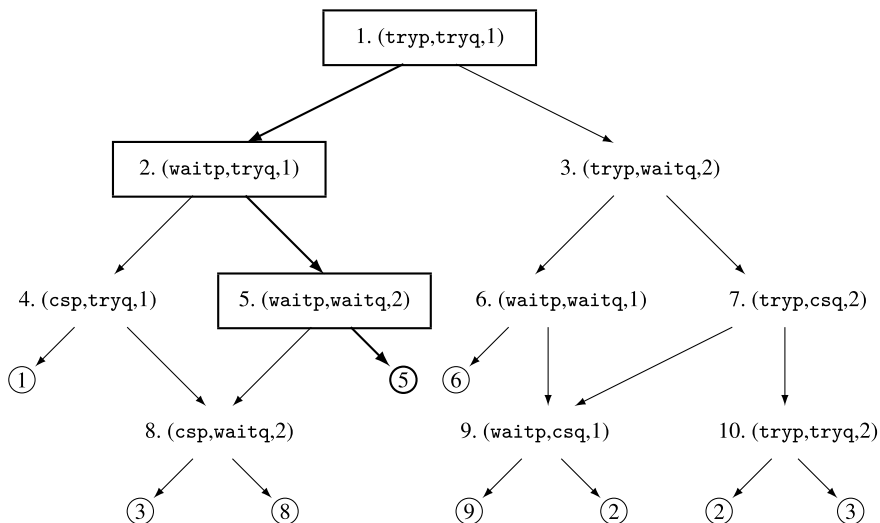 1. (tryp,tryq,1)
2. (waitp,tryq,1)
3. (tryp,waitq,2)
4. (csp,tryq,1)
5. (waitp,waitq,2)
6. (waitp,waitq,1)
7. (tryp,csq,2)
1
5
6
8. (csp,waitq,2)
9. (waitp,csq,1)
10. (tryp,tryq,2)
3
8
9
2
2
3